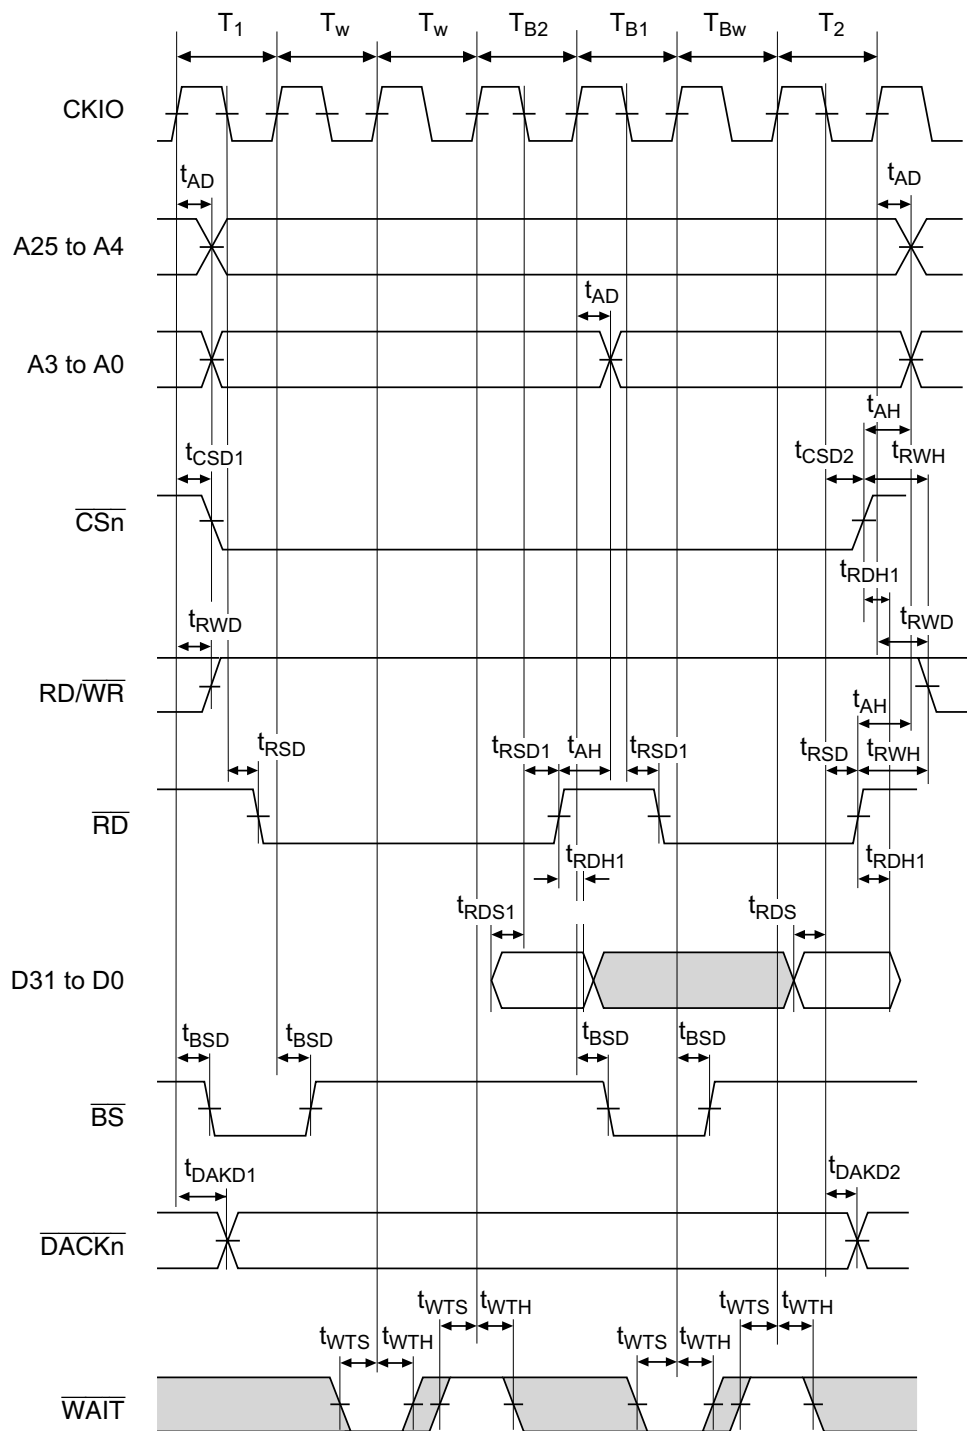 T1 Tw Tw TB2 TB1 TBw T2
CKIO
tAD tAD
A25 to A4
tAD
A3 to A0
tAH
tCSD1 tCSD2 tRWH
CSn
tRDH1
tRWD tRWD
RD/WR
tAH
tRSD tRSD1 tAH tRSD1 tRSD tRWH
RD
tRDH1 tRDH1
tRDS1 tRDS
D31 to D0
tBSD tBSD tBSD tBSD
BS
tDAKD1 tDAKD2
DACKn
tWTS tWTH tWTS tWTH
tWTS tWTH tWTS tWTH
WAIT